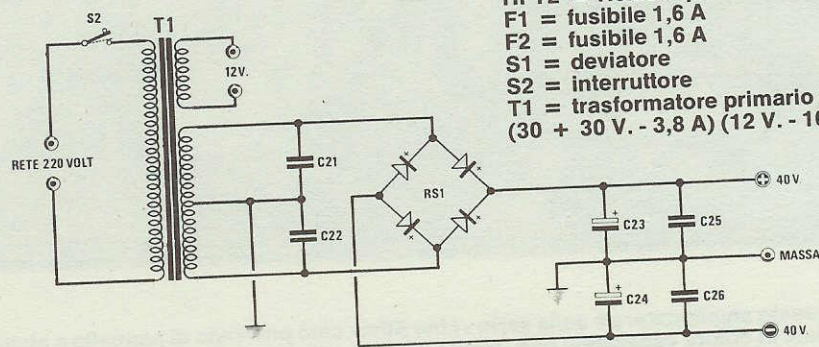 F1 = fusibile 1,6 A
F2 = fusibile 1,6 A
S1 = deviatore
S2 = interruttore
T1 = trasformatore primario
(30 + 30 V. - 3,8 A) (12 V. - 16
S2
T1
12V.
RETE 220 VOLT
C21
C22
RS1
C23
C25
C24
C26
+ 40 V.
MASSA
- 40 V.